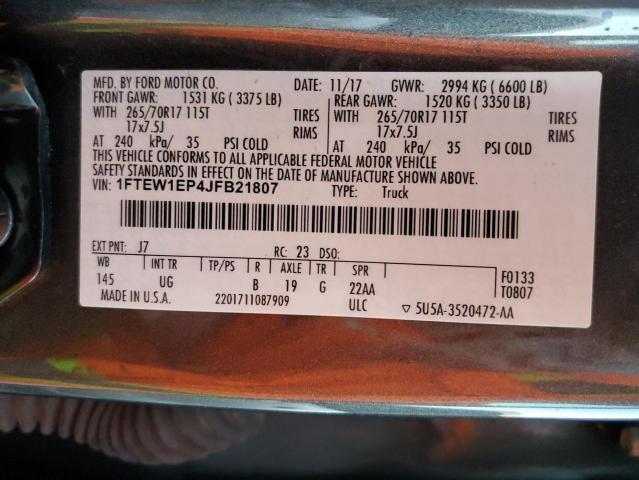 MFD. BY FORD MOTOR CO. DATE: 11/17 GVWR: 2994 KG ( 6600 LB)
FRONT GAWR: 1531 KG ( 3375 LB) REAR GAWR: 1520 KG ( 3350 LB)
WITH 265/70R17 115T TIRES WITH 265/70R17 115T TIRES
17x7.5J RIMS 17x7.5J RIMS
AT 240 kPa/ 35 PSI COLD AT 240 kPa/ 35 PSI COLD
THIS VEHICLE CONFORMS TO ALL APPLICABLE FEDERAL MOTOR VEHICLE
SAFETY STANDARDS IN EFFECT ON THE DATE OF MANUFACTURE SHOWN ABOVE.
VIN: 1FTEW1EP4JFB21807 TYPE: Truck
EXT PNT: J7 RC: 23 DSO:
WB INT TR TP/PS R AXLE TR SPR F0133
145 UG B 19 G 22AA T0807
MADE IN U.S.A. 2201711087909 ULC ▽ 5U5A-3520472-AA